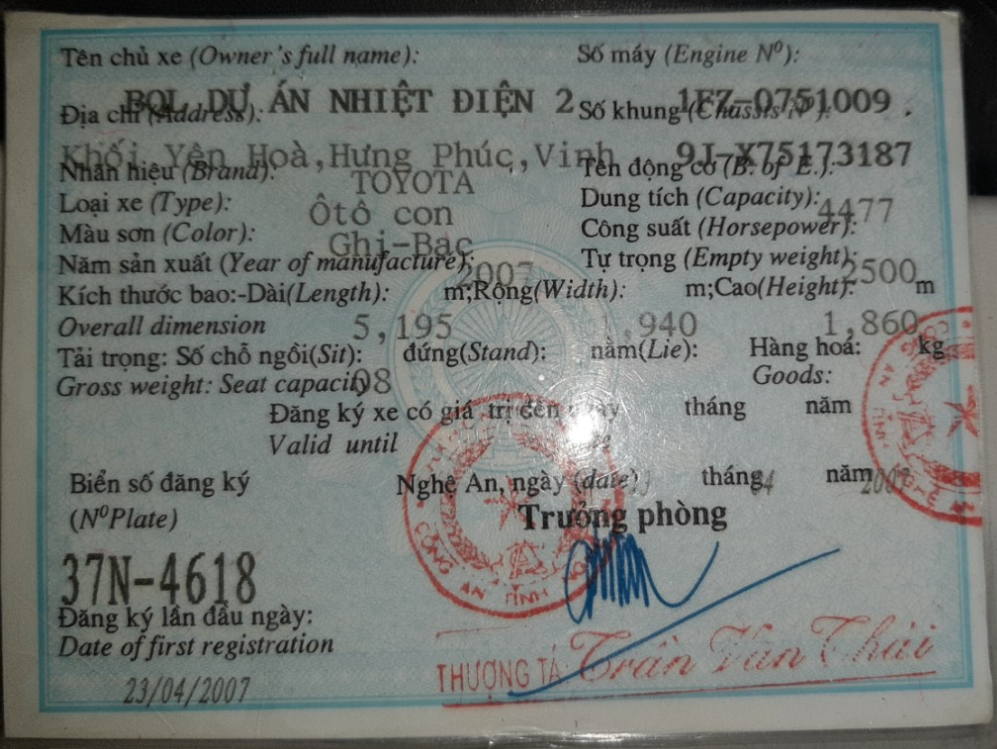 Tên chủ xe (Owner's full name): Số máy (Engine Nº):
BQL DỰ ÁN NHIỆT ĐIỆN 2 1FZ-0751009
Địa chỉ (Address): Số khung (Chassis Nº):
Khối Yên Hoà,Hưng Phúc,Vinh 9J-X75173187
Nhãn hiệu (Brand): TOYOTA Tên động cơ (B. of E.):
Loại xe (Type): Ôtô con Dung tích (Capacity): 4477
Màu sơn (Color): Ghi-Bạc Công suất (Horsepower):
Năm sản xuất (Year of manufacture): 2007 Tự trọng (Empty weight): 2500
Kích thước bao:-Dài(Length): m;Rộng(Width): m;Cao(Height): m
Overall dimension 5,195 ,940 1,860
Tải trọng: Số chỗ ngồi(Sit): đứng(Stand): nằm(Lie): Hàng hoá: kg
Gross weight: Seat capacity 08 Goods:
Đăng ký xe có giá trị đến ngày tháng năm
Valid until
Biển số đăng ký Nghệ An, ngày (date) tháng 04 năm 2007
(NºPlate) Trưởng phòng
37N-4618
CÔNG AN TỈNH
Đăng ký lần đầu ngày:
Date of first registration
THƯỢNG TÁ: Trần Văn Thái
23/04/2007